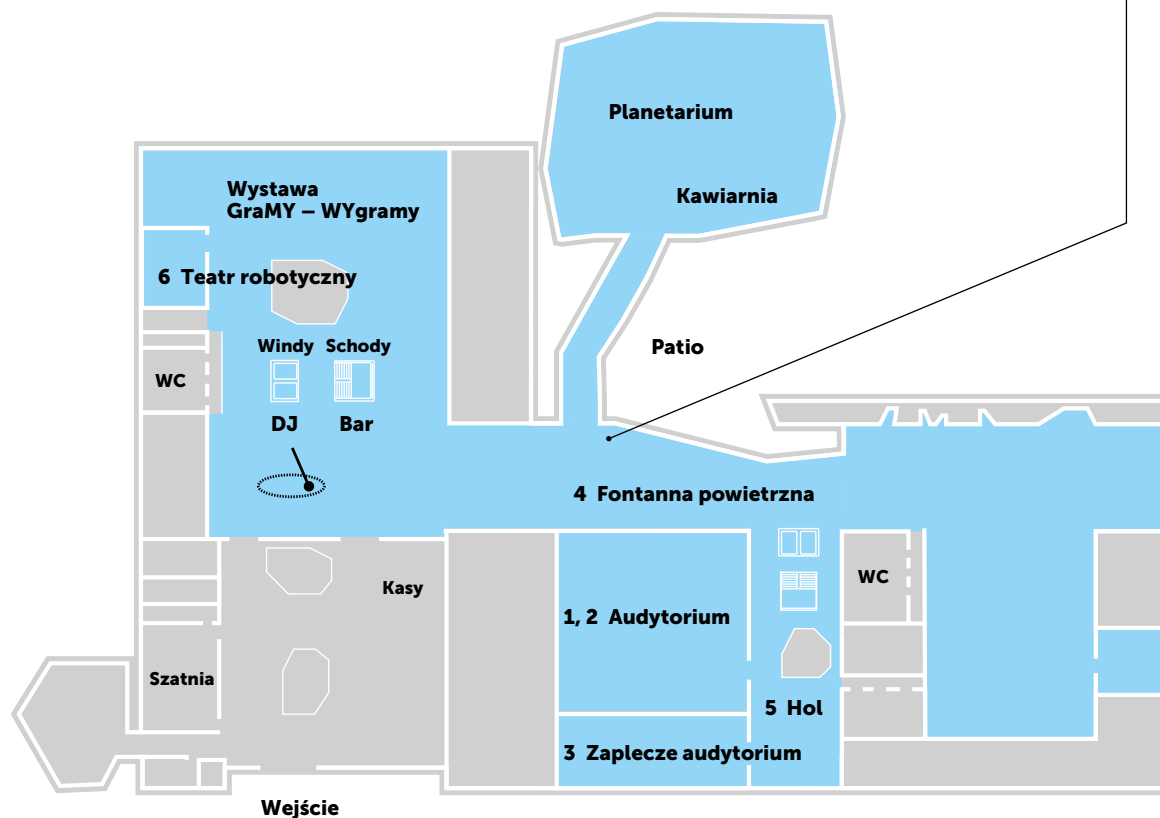 Planetarium
Kawiarnia
Wystawa
GraMY – WYgramy
6 Teatr robotyczny
Windy Schody
Patio
WC
DJ Bar
4 Fontanna powietrzna
Kasy
WC
1, 2 Audytorium
Szatnia
5 Hol
3 Zaplecze audytorium
Wejście